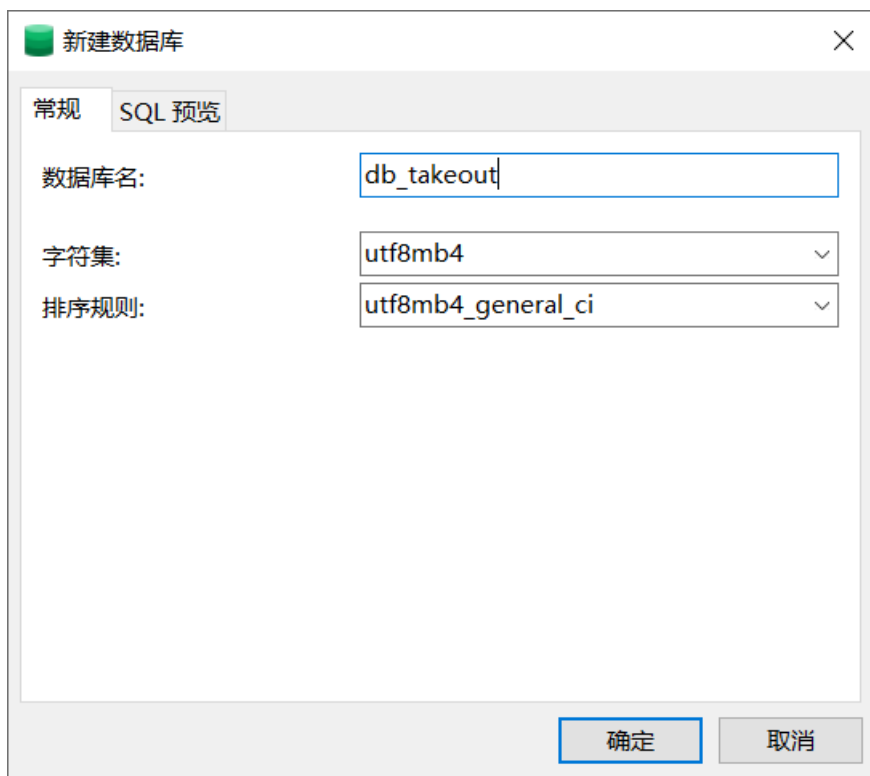 新建数据库
常规 SQL 预览
数据库名: db_takeout
字符集: utf8mb4
排序规则: utf8mb4_general_ci
确定 取消